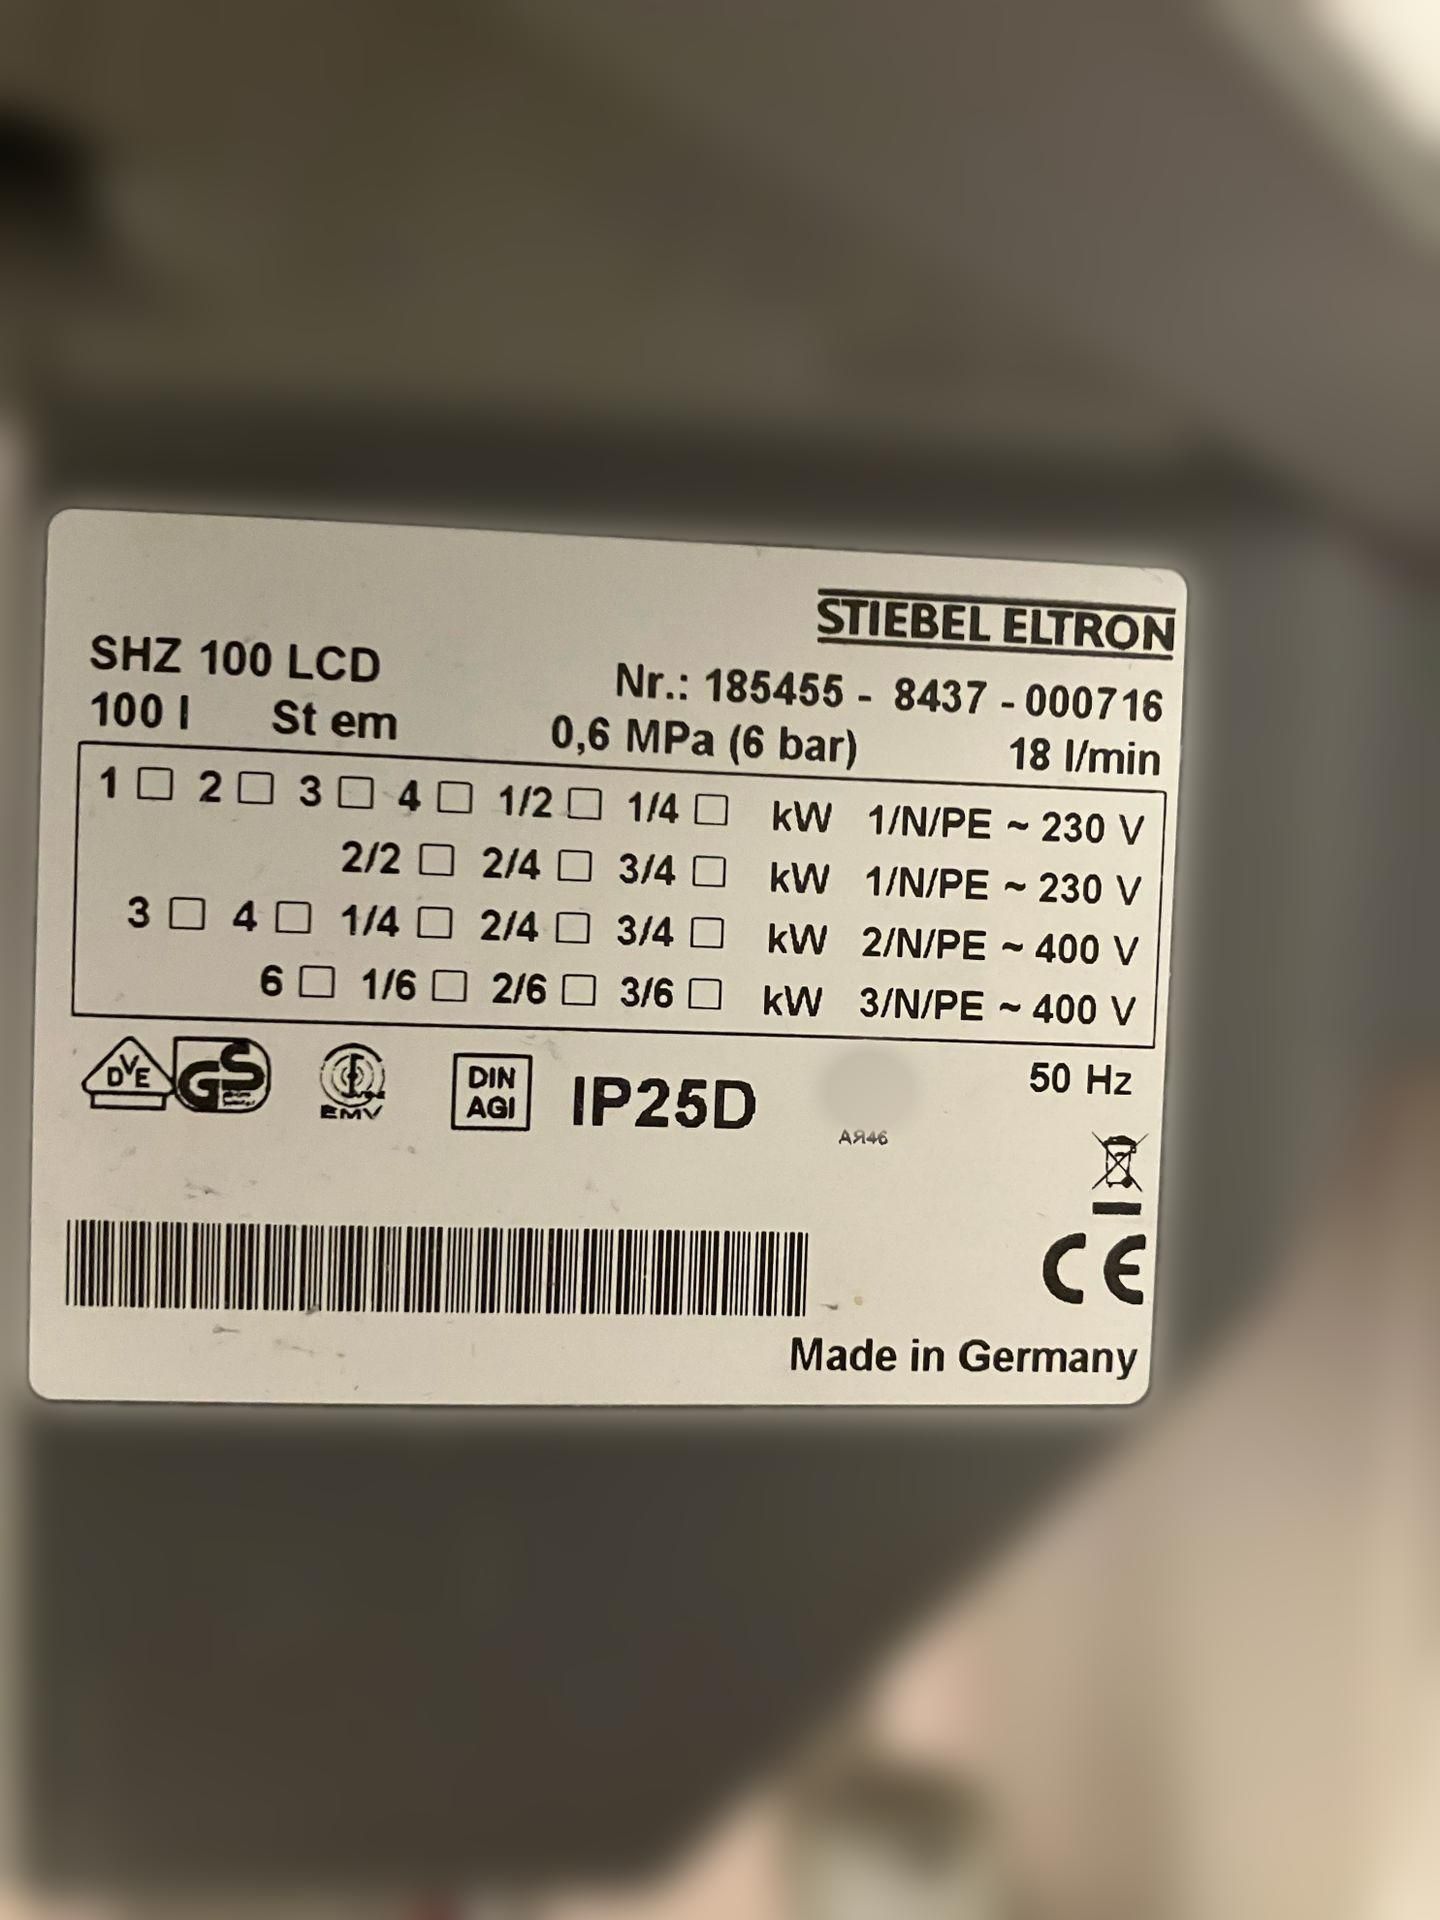 STIEBEL ELTRON
SHZ 100 LCD
Nr.: 185455 - 8437 - 000716
100 l St em 0,6 MPa (6 bar) 18 l/min
1 □ 2 □ 3 □ 4 □ 1/2 □ 1/4 □ kW 1/N/PE ~ 230 V
2/2 □ 2/4 □ 3/4 □ kW 1/N/PE ~ 230 V
3 □ 4 □ 1/4 □ 2/4 □ 3/4 □ kW 2/N/PE ~ 400 V
6 □ 1/6 □ 2/6 □ 3/6 □ kW 3/N/PE ~ 400 V
50 Hz
DVE GS
EMV
DIN
AGI
IP25D
АЯ46
CE
Made in Germany